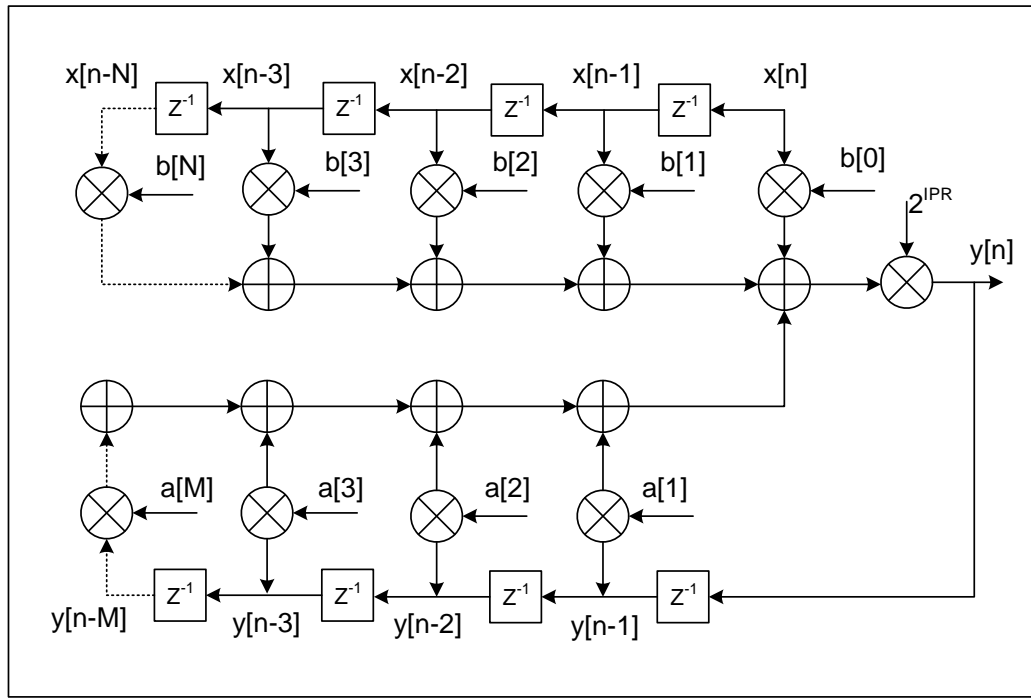 x[n-N] x[n-3] x[n-2] x[n-1] x[n]
Z⁻¹ Z⁻¹ Z⁻¹ Z⁻¹
b[N] b[3] b[2] b[1] b[0]
2ᴵᴾᴿ
y[n]
a[M] a[3] a[2] a[1]
Z⁻¹ Z⁻¹ Z⁻¹ Z⁻¹
y[n-M] y[n-3] y[n-2] y[n-1]